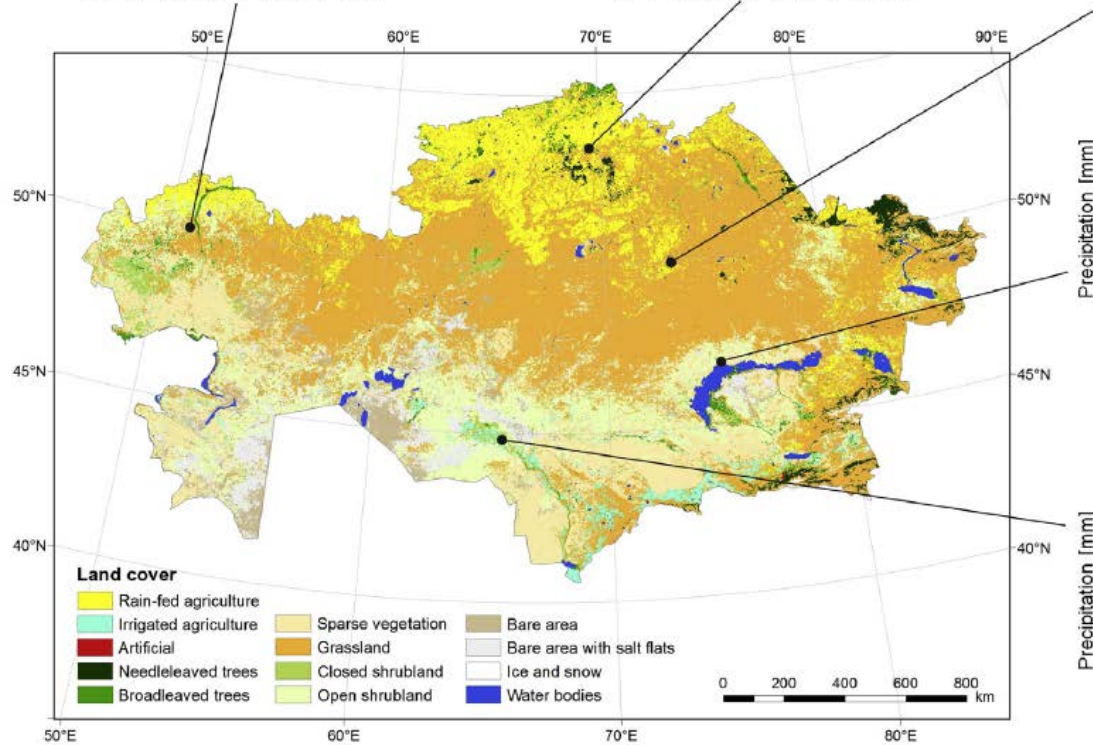 50°E 60°E 70°E 80°E 90°E
50°N 50°N
45°N 45°N
40°N 40°N
Precipitation [mm]
Precipitation [mm]
Land cover
Rain-fed agriculture
Irrigated agriculture Sparse vegetation Bare area
Artificial Grassland Bare area with salt flats
Needleleaved trees Closed shrubland Ice and snow
Broadleaved trees Open shrubland Water bodies
0 100 200 400 600 800
km
50°E 60°E 70°E 80°E